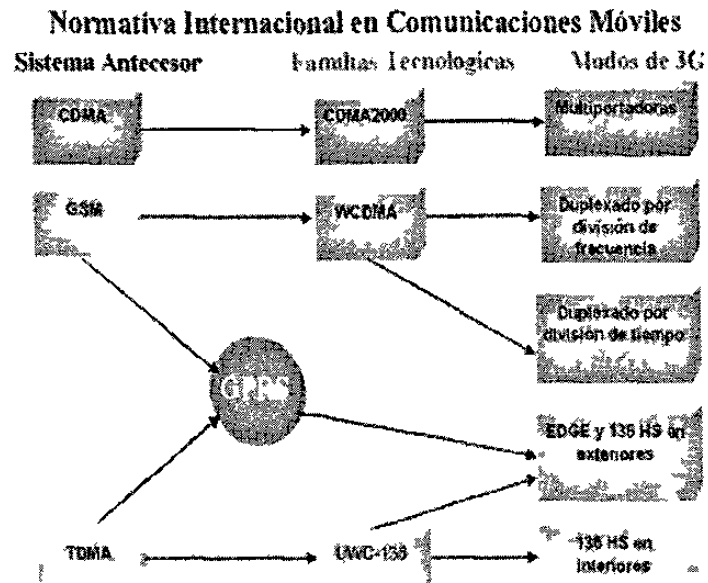 Normativa Internacional en Comunicaciones Móviles
Sistema Antecesor
Familias Tecnologicas
Modos de 3G
CDMA
CDMA2000
Multiportadoras
GSM
WCDMA
Duplexado por
división de
frecuencia
Duplexado por
división de tiempo
GPRS
EDGE y 136 HS en
exteriores
TDMA
UWC-136
136 HS en
interiores